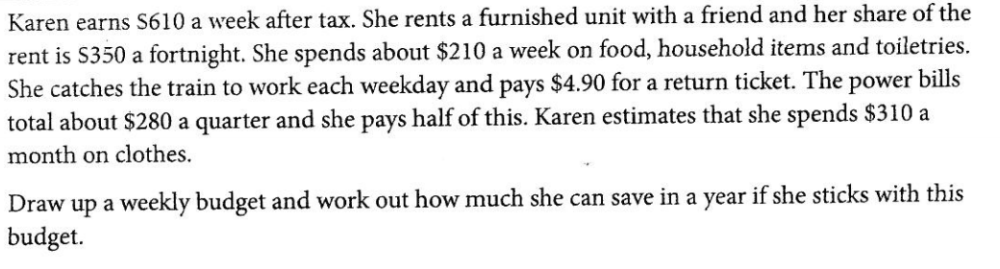 Karen earns S610 a week after tax. She rents a furnished unit with a friend and her share of the
rent is S350 a fortnight. She spends about $210 a week on food, household items and toiletries.
She catches the train to work each weekday and pays $4.90 for a return ticket. The power bills
total about $280 a quarter and she pays half of this. Karen estimates that she spends $310 a
month on clothes.
Draw up a weekly budget and work out how much she can save in a year if she sticks with this
budget.